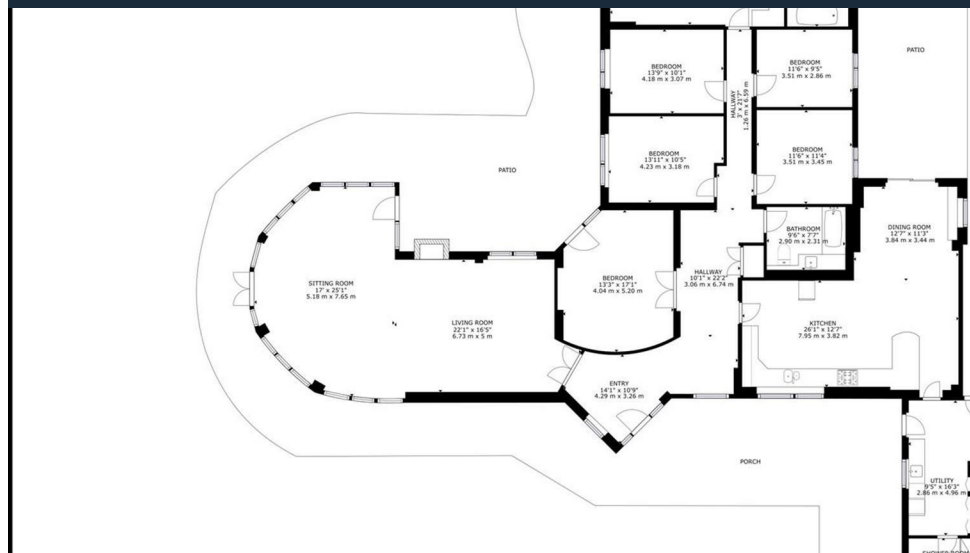 BEDROOM
13'9" x 10'1"
4.18 m x 3.07 m
HALLWAY
3' x 21'7"
1.26 m x 6.59 m
BEDROOM
11'6" x 9'5"
3.51 m x 2.86 m
PATIO
BEDROOM
13'11" x 10'5"
4.23 m x 3.18 m
BEDROOM
11'6" x 11'4"
3.51 m x 3.45 m
PATIO
BATHROOM
9'6" x 7'7"
2.90 m x 2.31 m
DINING ROOM
12'7" x 11'3"
3.84 m x 3.44 m
SITTING ROOM
17' x 25'1"
5.18 m x 7.65 m
BEDROOM
13'3" x 17'1"
4.04 m x 5.20 m
HALLWAY
10'1" x 22'2"
3.06 m x 6.74 m
LIVING ROOM
22'1" x 16'5"
6.73 m x 5 m
KITCHEN
26'1" x 12'7"
7.95 m x 3.82 m
ENTRY
14'1" x 10'9"
4.29 m x 3.26 m
PORCH
UTILITY
9'5" x 16'3"
2.86 m x 4.96 m
SHOWER ROOM